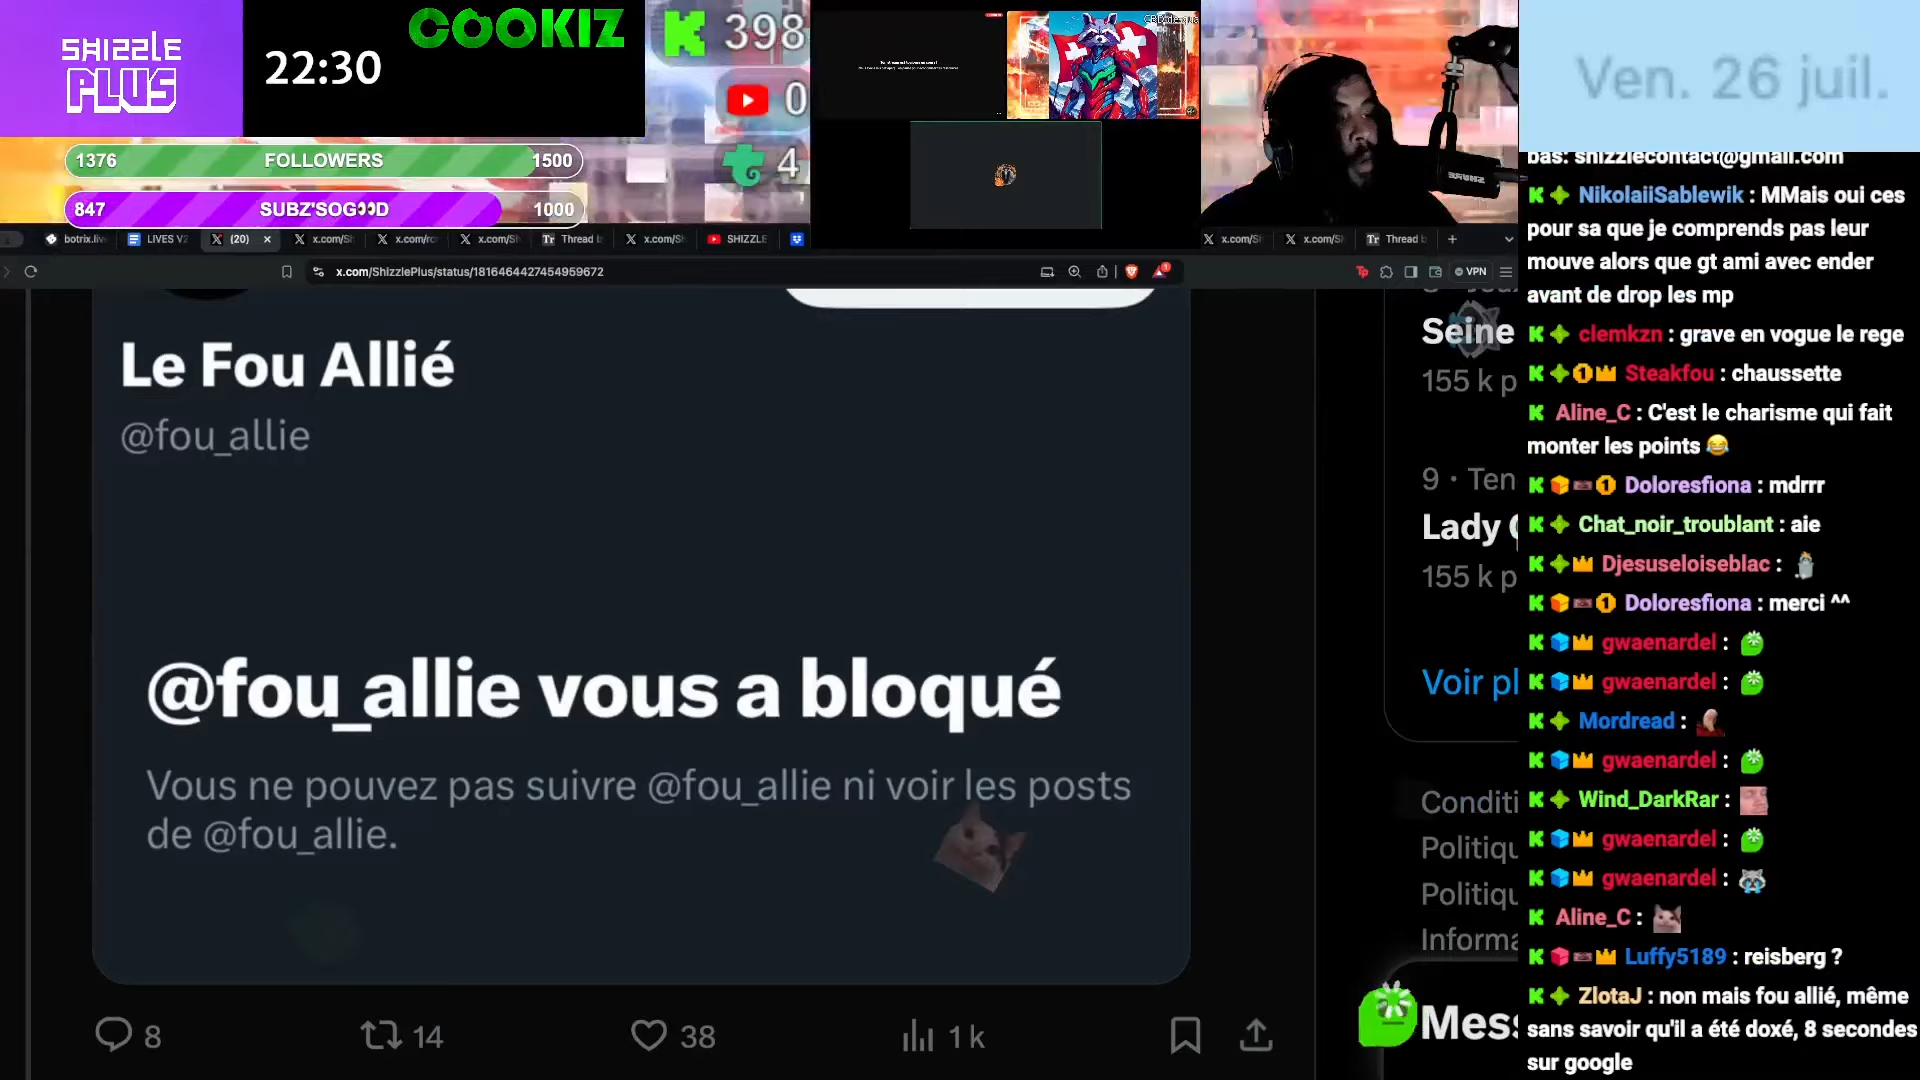 SHIZZLE
PLUS
22:30
COOKIZ
398
0
4
1376 FOLLOWERS 1500
847 SUBZ'SOG👀D 1000
Ven. 26 juil.
botrix.live
LIVES V2
(20)
x.com/Sh
x.com/rc
x.com/Sh
Thread b
x.com/Sh
SHIZZLE
x.com/Sh
x.com/Sh
Thread b
x.com/ShizzlePlus/status/1816464427454959672
VPN
Le Fou Allié
@fou_allie
@fou_allie vous a bloqué
Vous ne pouvez pas suivre @fou_allie ni voir les posts
de @fou_allie.
8
14
38
1 k
Seine
155 k p
9 · Ten
Lady
155 k p
Voir pl
Conditi
Politiqu
Politiqu
Informa
Mess
bas: shizzlecontact@gmail.com
NikolaiiSablewik : MMais oui ces
pour sa que je comprends pas leur
mouve alors que gt ami avec ender
avant de drop les mp
clemkzn : grave en vogue le rege
Steakfou : chaussette
Aline_C : C'est le charisme qui fait
monter les points 😂
Doloresfiona : mdrrr
Chat_noir_troublant : aie
Djesuseloiseblac :
Doloresfiona : merci ^^
gwaenardel :
gwaenardel :
Mordread :
gwaenardel :
Wind_DarkRar :
gwaenardel :
gwaenardel :
Aline_C :
Luffy5189 : reisberg ?
ZlotaJ : non mais fou allié, même
sans savoir qu'il a été doxé, 8 secondes
sur google